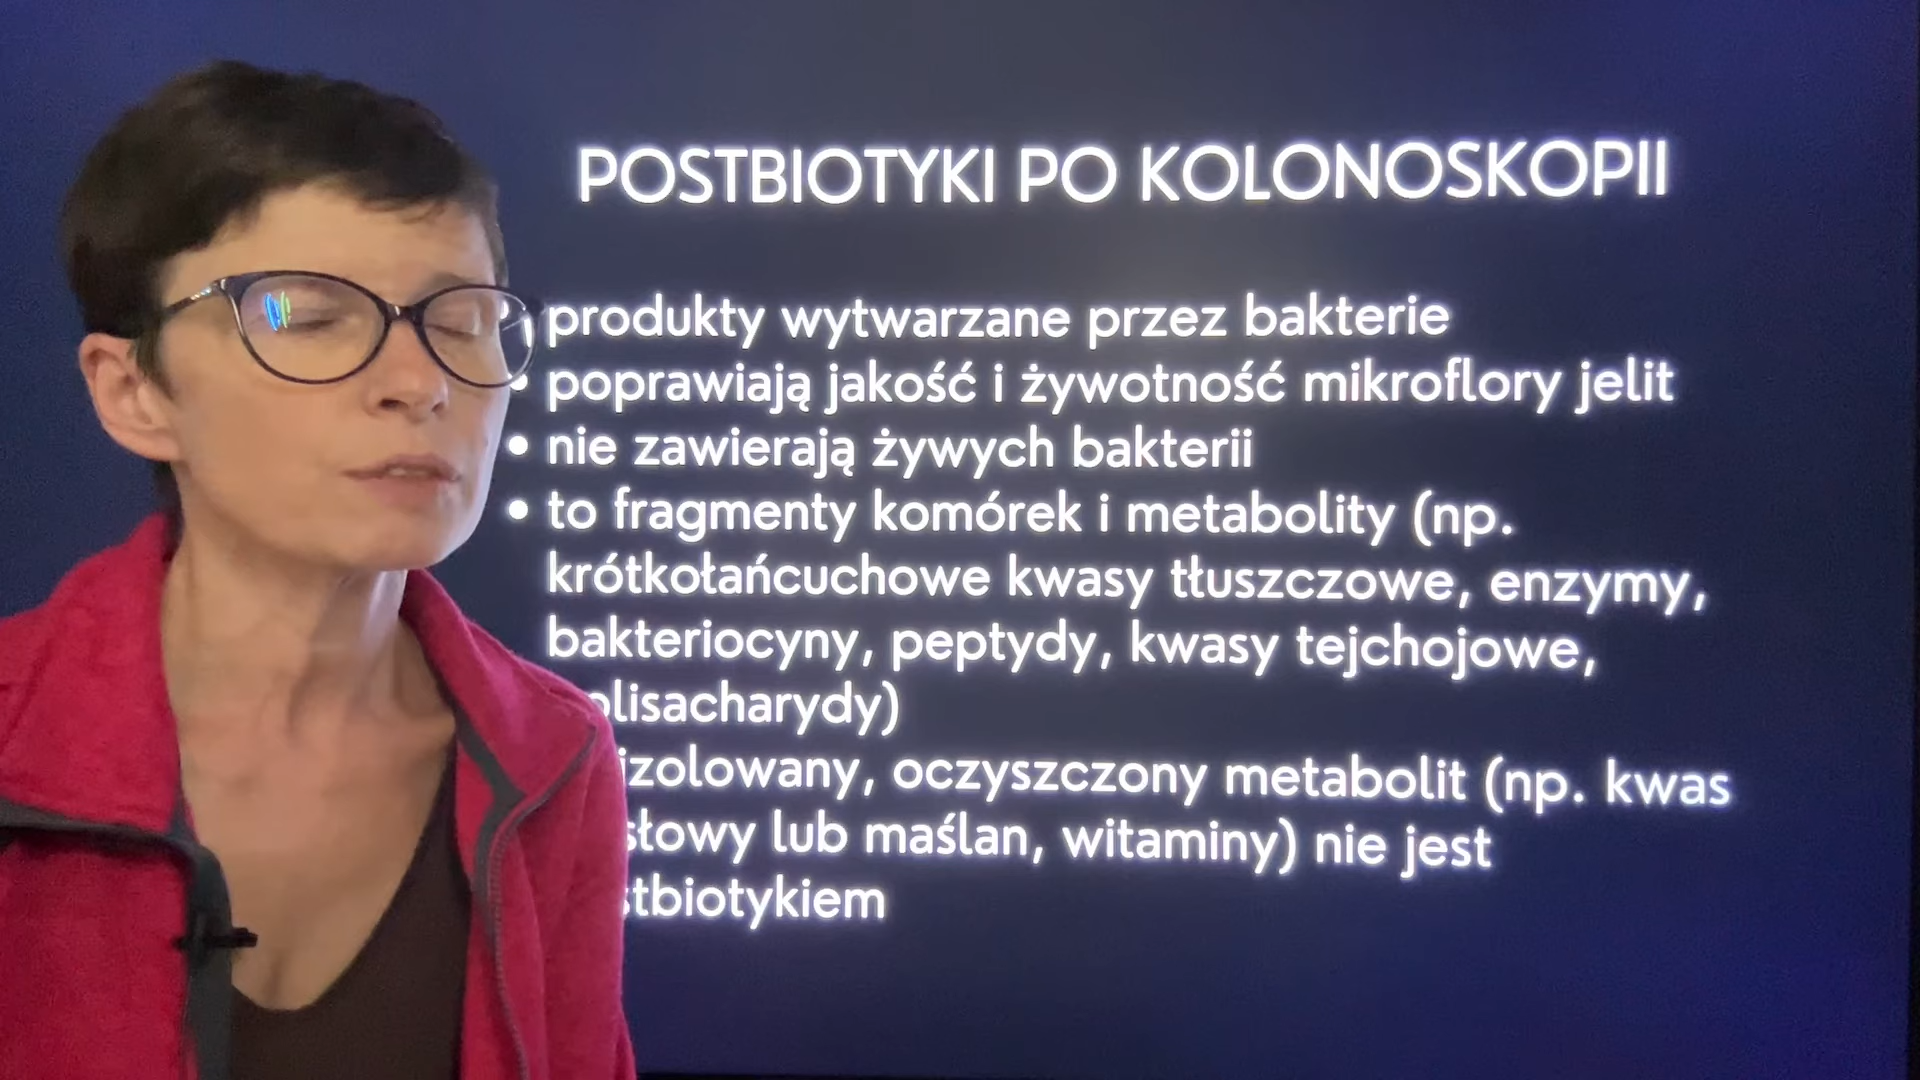 POSTBIOTYKI PO KOLONOSKOPII
produkty wytwarzane przez bakterie
• poprawiają jakość i żywotność mikroflory jelit
• nie zawierają żywych bakterii
• to fragmenty komórek i metabolity (np.
krótkołańcuchowe kwasy tłuszczowe, enzymy,
bakteriocyny, peptydy, kwasy tejchojowe,
olisacharydy)
izolowany, oczyszczony metabolit (np. kwas
słowy lub maślan, witaminy) nie jest
stbiotykiem